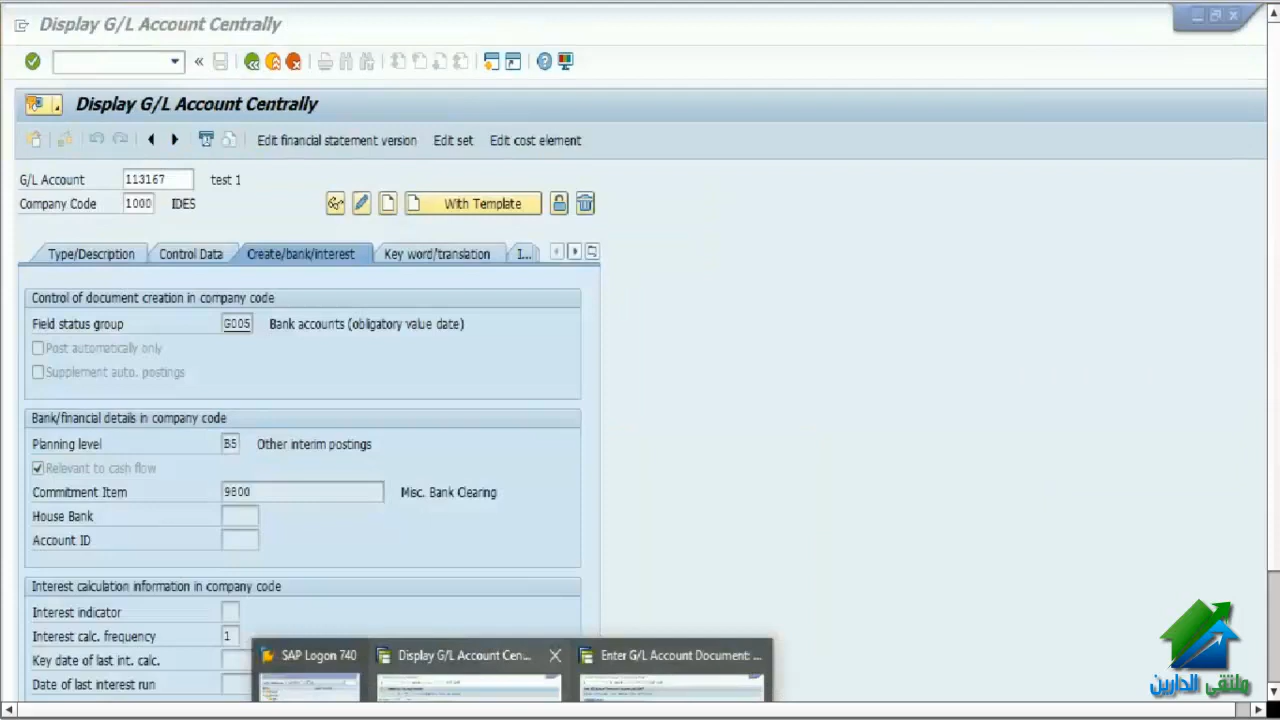 Display G/L Account Centrally
Display G/L Account Centrally
Edit financial statement version Edit set Edit cost element
G/L Account 113167 test 1
Company Code 1000 IDES
With Template
Type/Description Control Data Create/bank/interest Key word/translation I...
Control of document creation in company code
Field status group G005 Bank accounts (obligatory value date)
Post automatically only
Supplement auto. postings
Bank/financial details in company code
Planning level B5 Other interim postings
Relevant to cash flow
Commitment Item 9800 Misc. Bank Clearing
House Bank
Account ID
Interest calculation information in company code
Interest indicator
Interest calc. frequency 1
Key date of last int. calc.
Date of last interest run
SAP Logon 740 Display G/L Account Cen... Enter G/L Account Document: ...
ملتقى الدارين